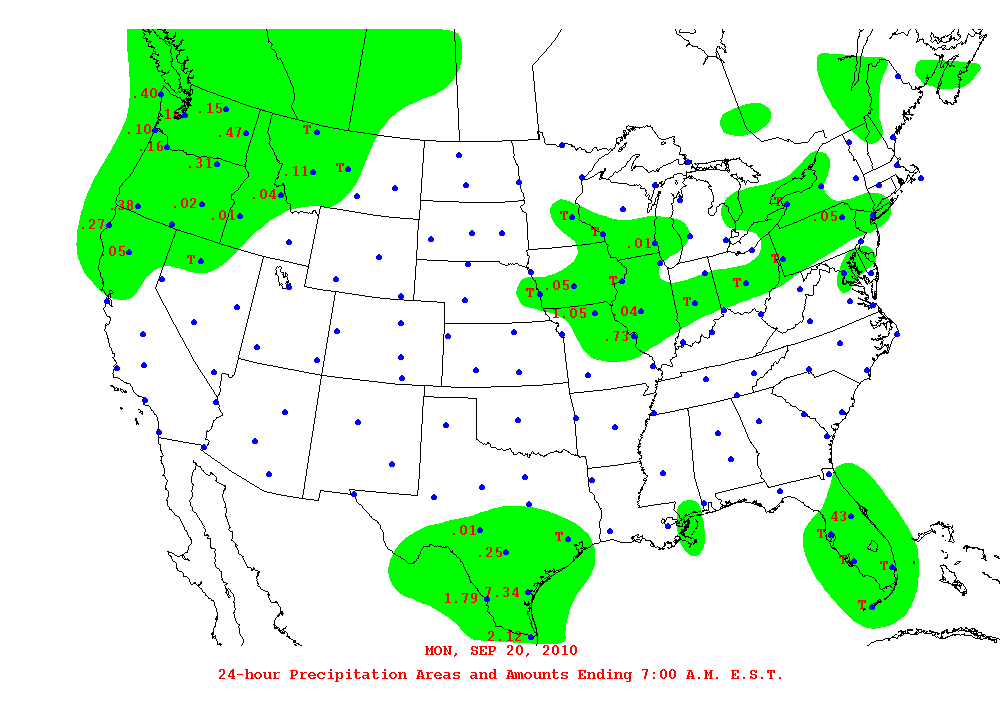 .40
.15
.15
.10
.47
T
.16
.31
.11
T
.04
.38
.02
.01
.27
.05
T
T
T
.05
T
.01
T
.05
T
T
T
T
1.05
.04
.73
.01
T
.25
1.79
7.34
2.12
.43
T
T
T
T
MON, SEP 20, 2010
24-hour Precipitation Areas and Amounts Ending 7:00 A.M. E.S.T.